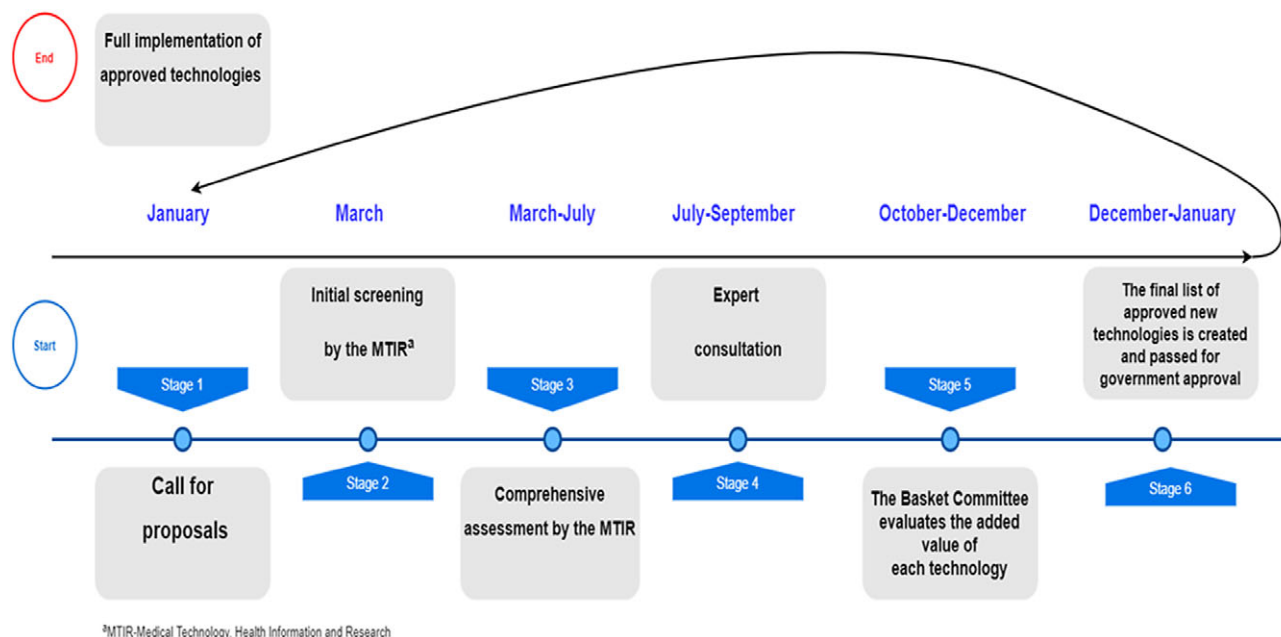 End
Full implementation of
approved technologies
January
March
March-July
July-September
October-December
December-January
Start
Initial screening
by the MTIRª
Expert
consultation
The final list of
approved new
technologies is created
and passed for
government approval
Stage 1
Stage 3
Stage 5
Stage 2
Stage 4
Stage 6
Call for
proposals
Comprehensive
assessment by the MTIR
The Basket Committee
evaluates the added
value of
each technology
ªMTIR-Medical Technology, Health Information and Research